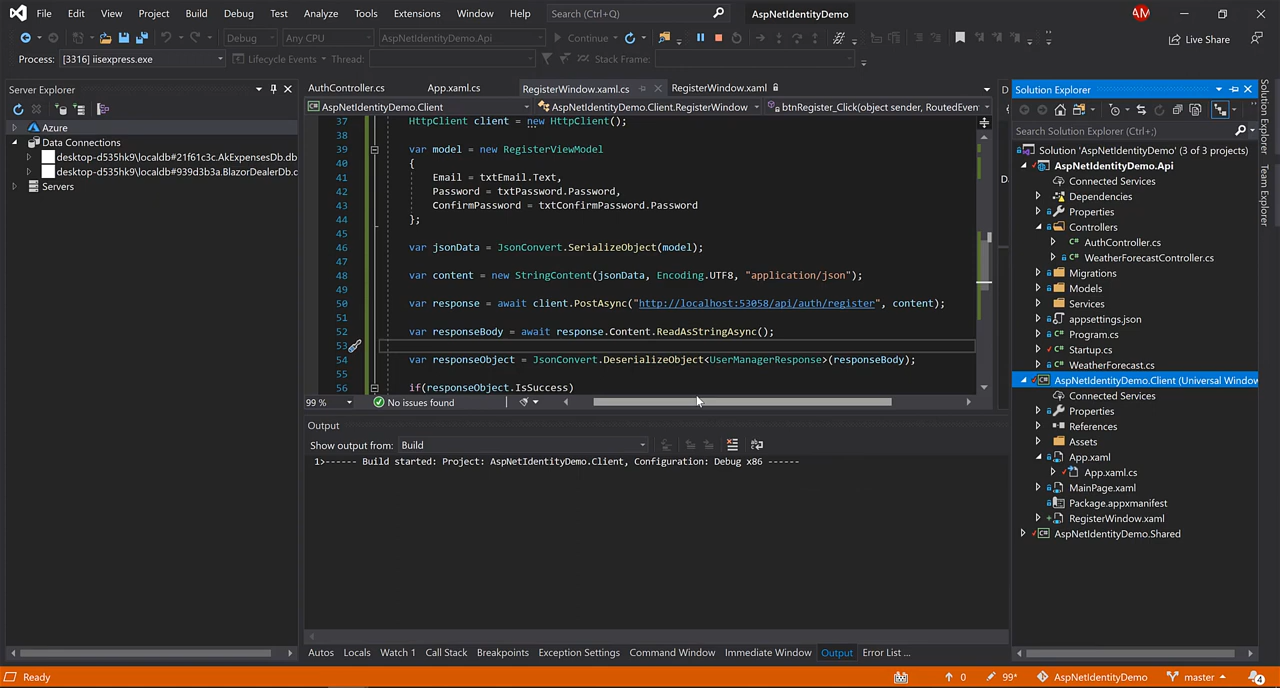 File Edit View Project Build Debug Test Analyze Tools Extensions Window Help Search (Ctrl+Q) AspNetIdentityDemo AM
Debug Any CPU AspNetIdentityDemo.Api Continue Live Share
Process: [3316] iisexpress.exe Lifecycle Events Thread: Stack Frame:
Server Explorer
Azure
Data Connections
desktop-d535hk9\localdb#21f61c3c.AkExpensesDb.db
desktop-d535hk9\localdb#939d3b3a.BlazorDealerDb.c
Servers
AuthController.cs App.xaml.cs RegisterWindow.xaml.cs RegisterWindow.xaml
AspNetIdentityDemo.Client AspNetIdentityDemo.Client.RegisterWindow btnRegister_Click(object sender, RoutedEven
37 HttpClient client = new HttpClient();
38
39 var model = new RegisterViewModel
40 {
41 Email = txtEmail.Text,
42 Password = txtPassword.Password,
43 ConfirmPassword = txtConfirmPassword.Password
44 };
45
46 var jsonData = JsonConvert.SerializeObject(model);
47
48 var content = new StringContent(jsonData, Encoding.UTF8, "application/json");
49
50 var response = await client.PostAsync("http://localhost:53058/api/auth/register", content);
51
52 var responseBody = await response.Content.ReadAsStringAsync();
53
54 var responseObject = JsonConvert.DeserializeObject<UserManagerResponse>(responseBody);
55
56 if(responseObject.IsSuccess)
99 % No issues found
Output
Show output from: Build
1>------ Build started: Project: AspNetIdentityDemo.Client, Configuration: Debug x86 ------
Autos Locals Watch 1 Call Stack Breakpoints Exception Settings Command Window Immediate Window Output Error List ...
Solution Explorer
Search Solution Explorer (Ctrl+;)
Solution 'AspNetIdentityDemo' (3 of 3 projects)
AspNetIdentityDemo.Api
Connected Services
Dependencies
Properties
Controllers
AuthController.cs
WeatherForecastController.cs
Migrations
Models
Services
appsettings.json
Program.cs
Startup.cs
WeatherForecast.cs
AspNetIdentityDemo.Client (Universal Window
Connected Services
Properties
References
Assets
App.xaml
App.xaml.cs
MainPage.xaml
Package.appxmanifest
RegisterWindow.xaml
AspNetIdentityDemo.Shared
Solution Explorer
Team Explorer
Ready 0 99* AspNetIdentityDemo master 4